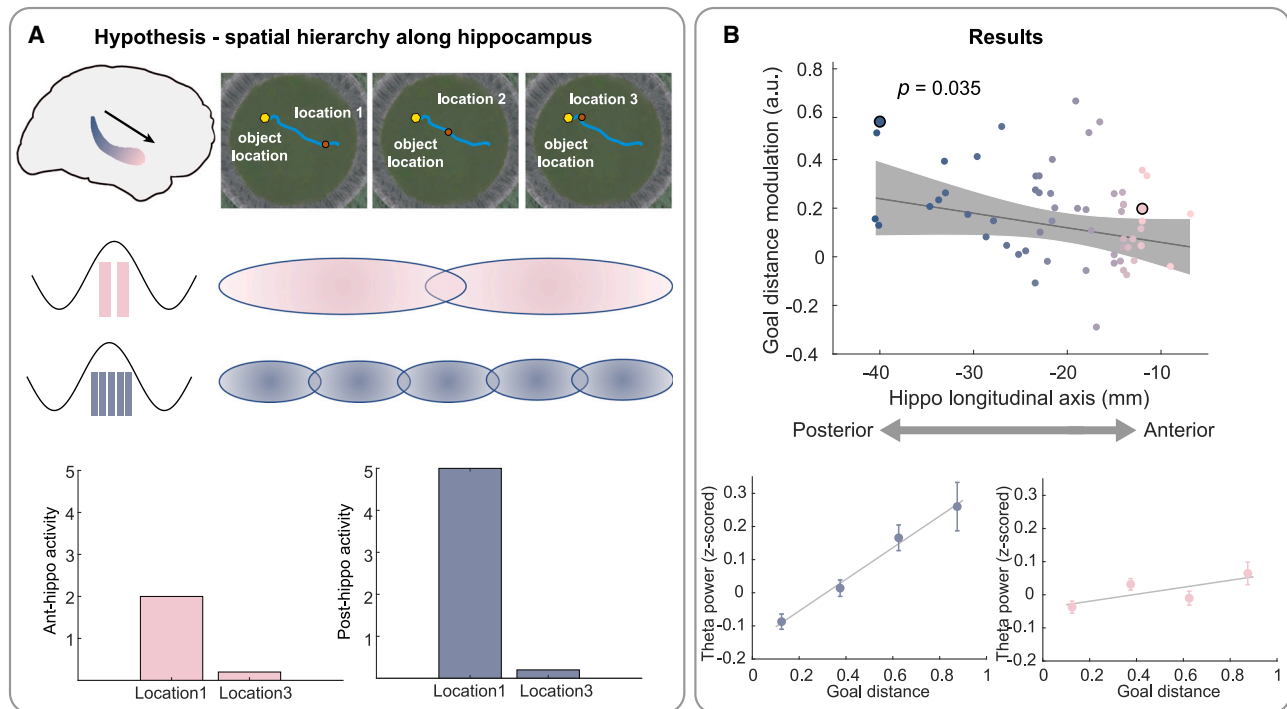 A
Hypothesis - spatial hierarchy along hippocampus
location 1
object
location
location 2
object
location
location 3
object
location
Ant-hippo activity
5
4
3
2
1
Location1
Location3
Post-hippo activity
5
4
3
2
1
Location1
Location3
B
Results
p = 0.035
Goal distance modulation (a.u.)
0.8
0.6
0.4
0.2
0
0.2
-0.4
-40
-30
-20
-10
Hippo longitudinal axis (mm)
Posterior
Anterior
Theta power (z-scored)
0.3
0.2
0.1
0
-0.1
-0.2
0
0.2
0.4
0.6
0.8
1
Goal distance
Theta power (z-scored)
0.3
0.2
0.1
0
-0.1
-0.2
0
0.2
0.4
0.6
0.8
1
Goal distance